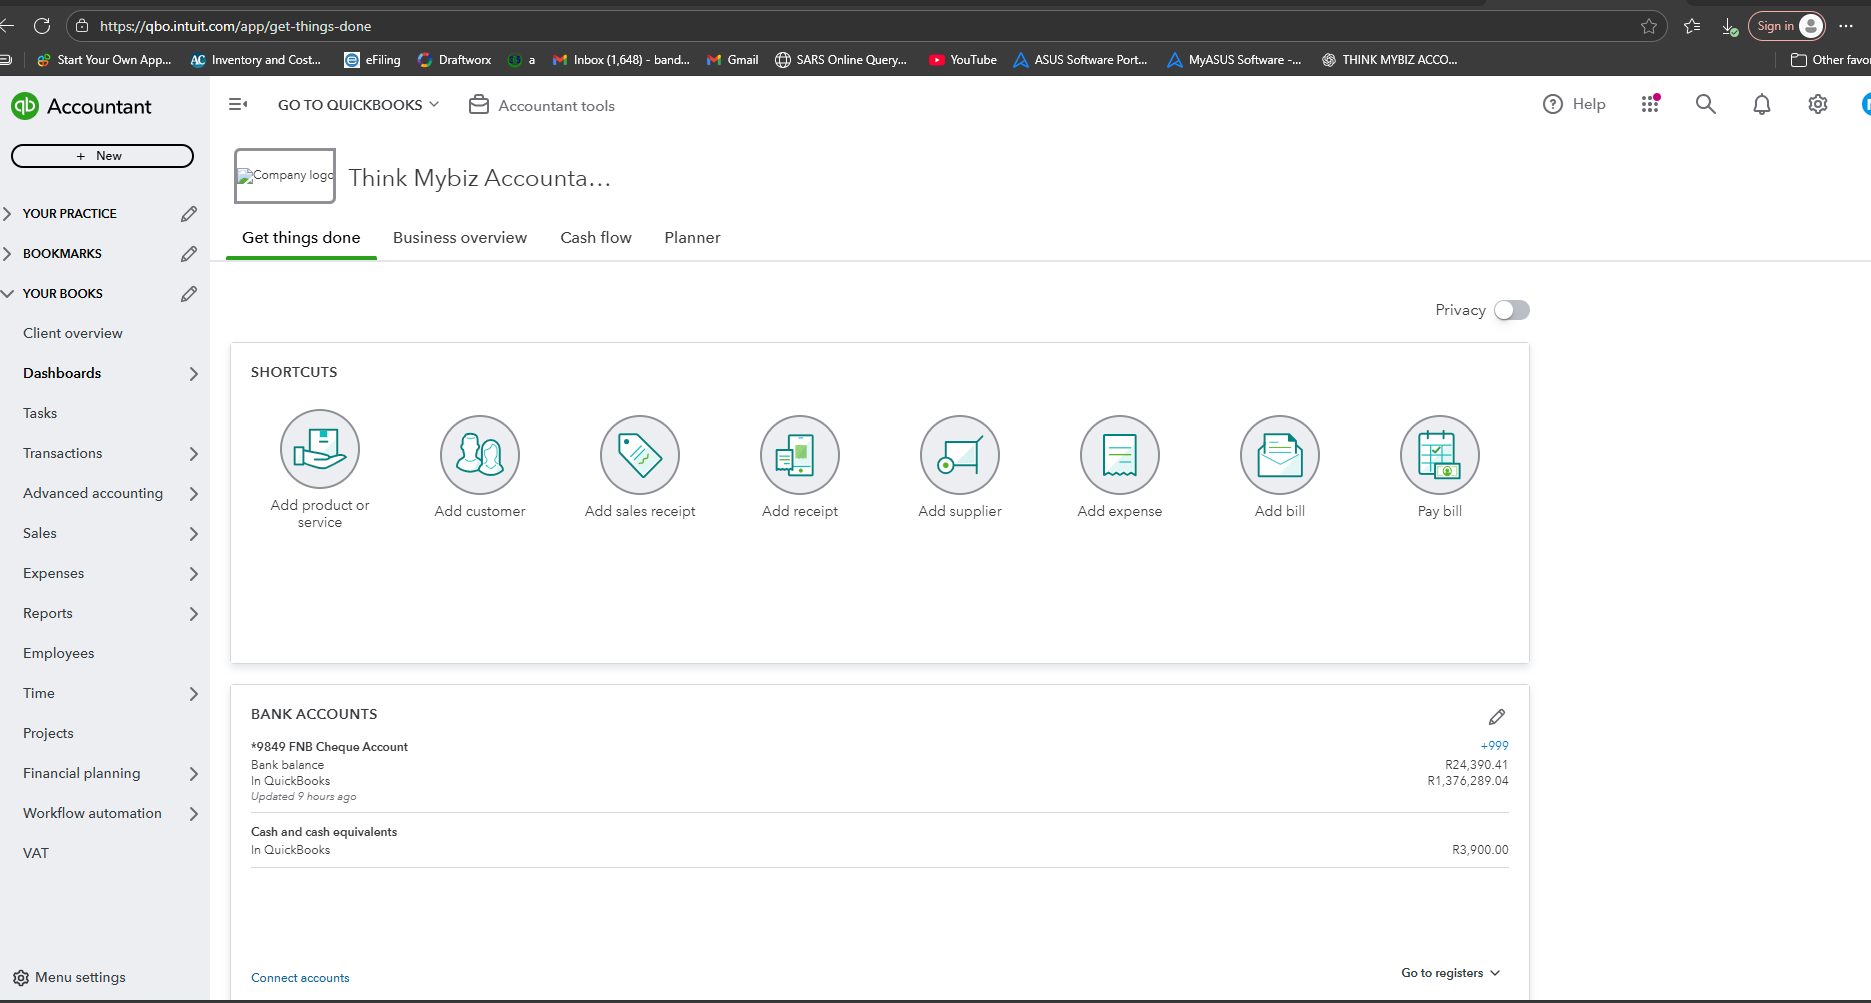 https://qbo.intuit.com/app/get-things-done
Sign in
Start Your Own App...
Inventory and Cost...
eFiling
Draftworx
a
Inbox (1,648) - band...
Gmail
SARS Online Query...
YouTube
ASUS Software Port...
MyASUS Software -...
THINK MYBIZ ACCO...
Other favor
qb Accountant
GO TO QUICKBOOKS
Accountant tools
Help
+ New
Company logo
Think Mybiz Accounta...
YOUR PRACTICE
BOOKMARKS
YOUR BOOKS
Client overview
Dashboards
Tasks
Transactions
Advanced accounting
Sales
Expenses
Reports
Employees
Time
Projects
Financial planning
Workflow automation
VAT
Menu settings
Get things done
Business overview
Cash flow
Planner
Privacy
SHORTCUTS
Add product or
service
Add customer
Add sales receipt
Add receipt
Add supplier
Add expense
Add bill
Pay bill
BANK ACCOUNTS
*9849 FNB Cheque Account
+999
Bank balance
R24,390.41
In QuickBooks
R1,376,289.04
Updated 9 hours ago
Cash and cash equivalents
In QuickBooks
R3,900.00
Connect accounts
Go to registers